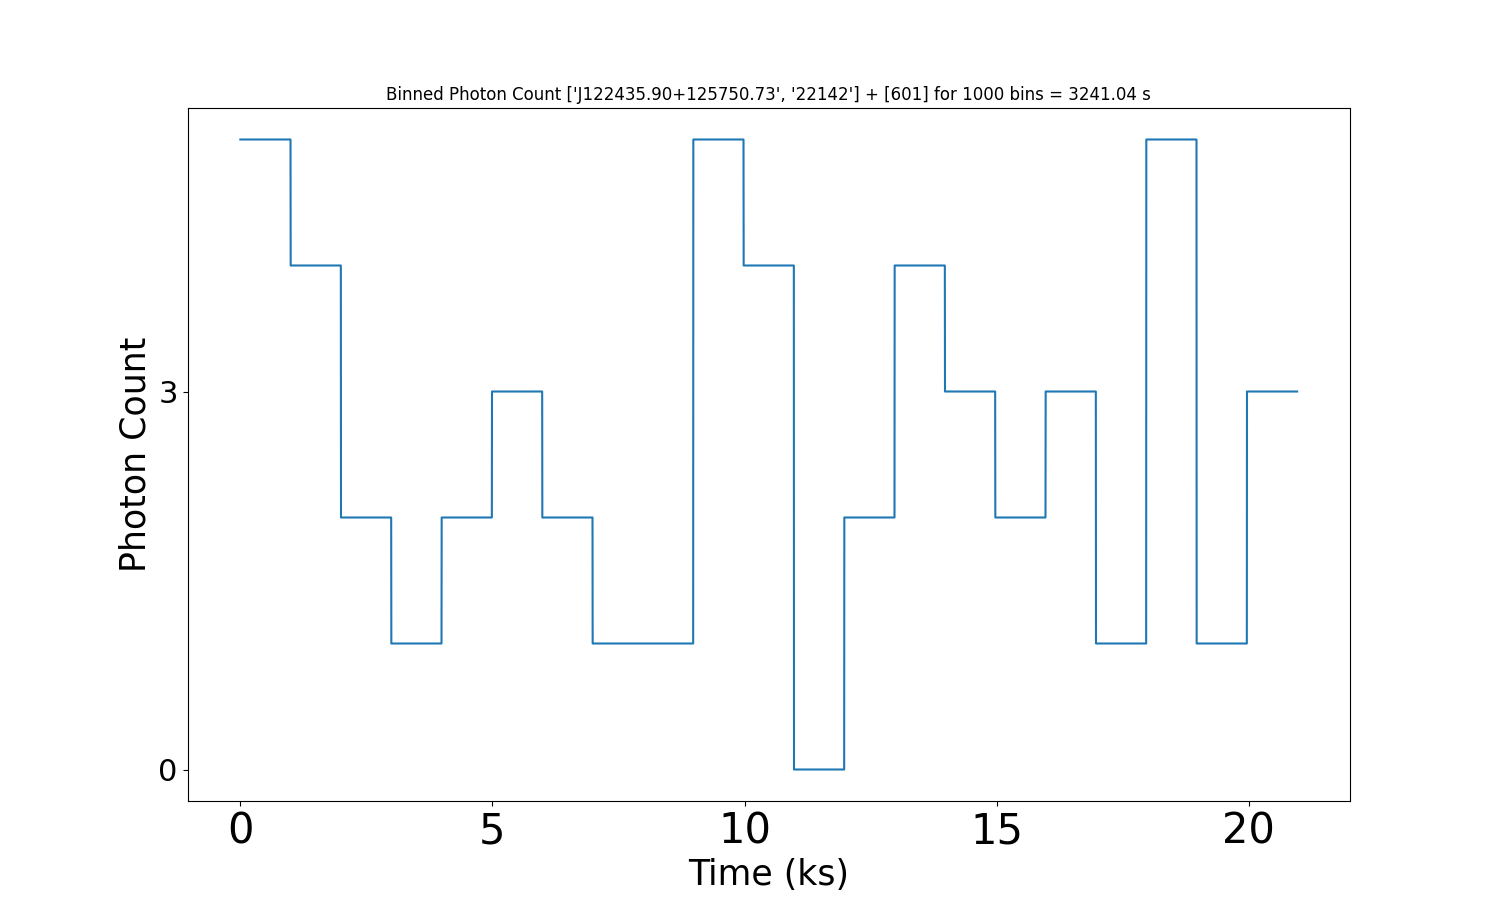 Binned Photon Count ['J122435.90+125750.73', '22142'] + [601] for 1000 bins = 3241.04 s
Photon Count
3
0
0 5 10 15 20
Time (ks)